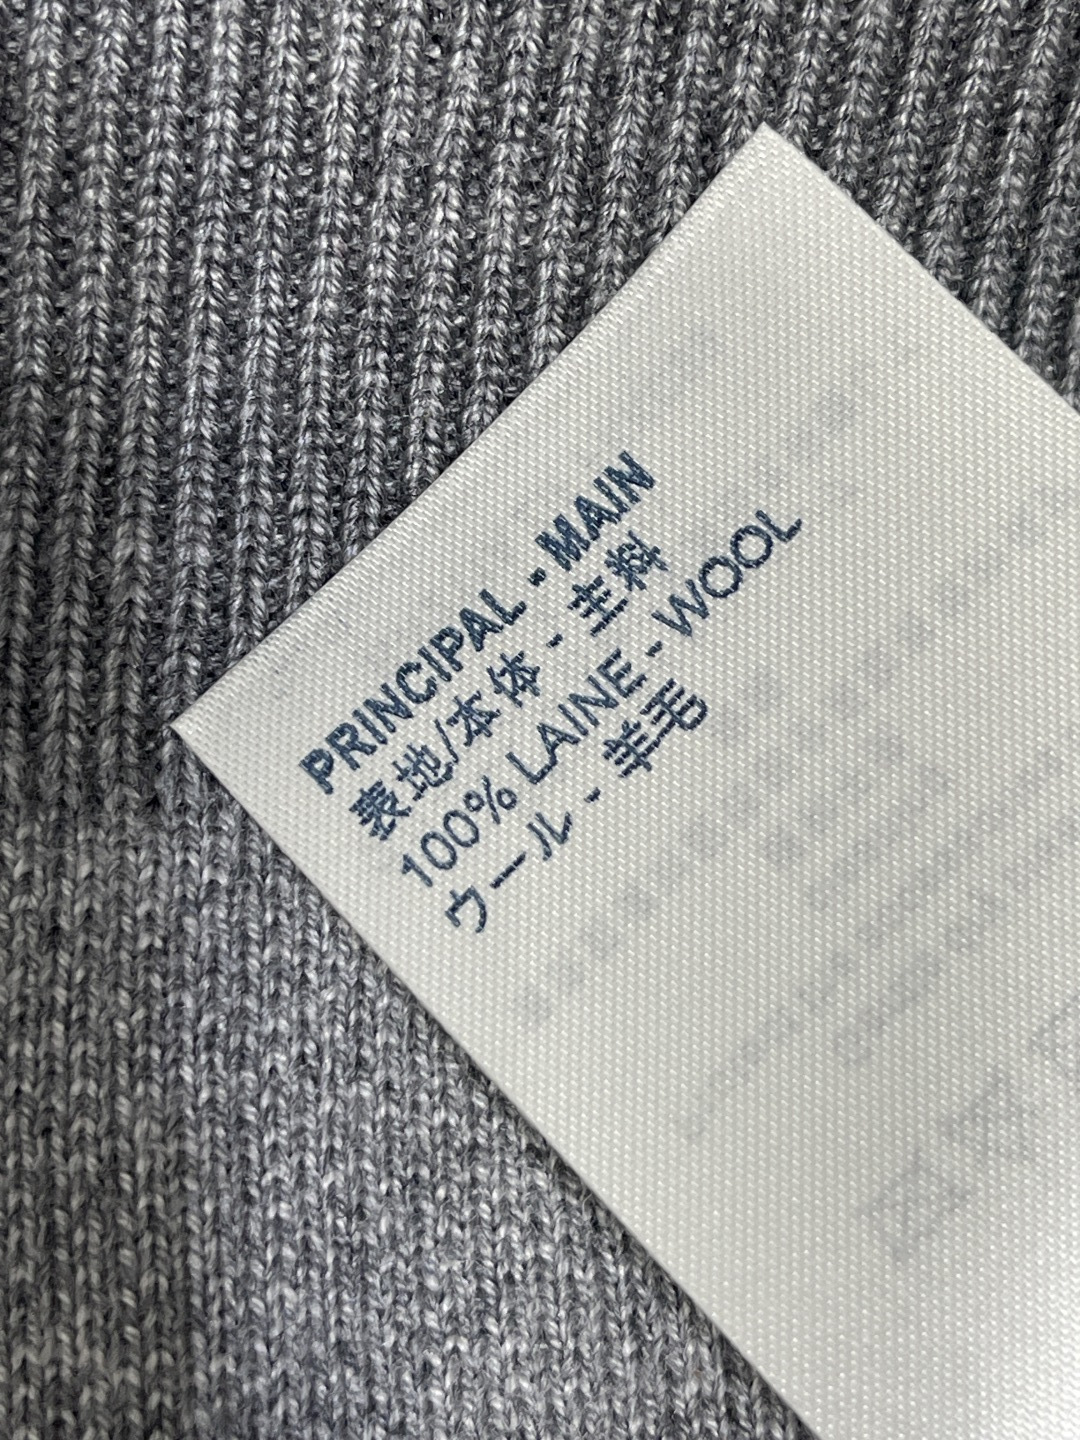 PRINCIPAL - MAIN
表地/本体 - 主料
100% LAINE - WOOL
ウール - 羊毛